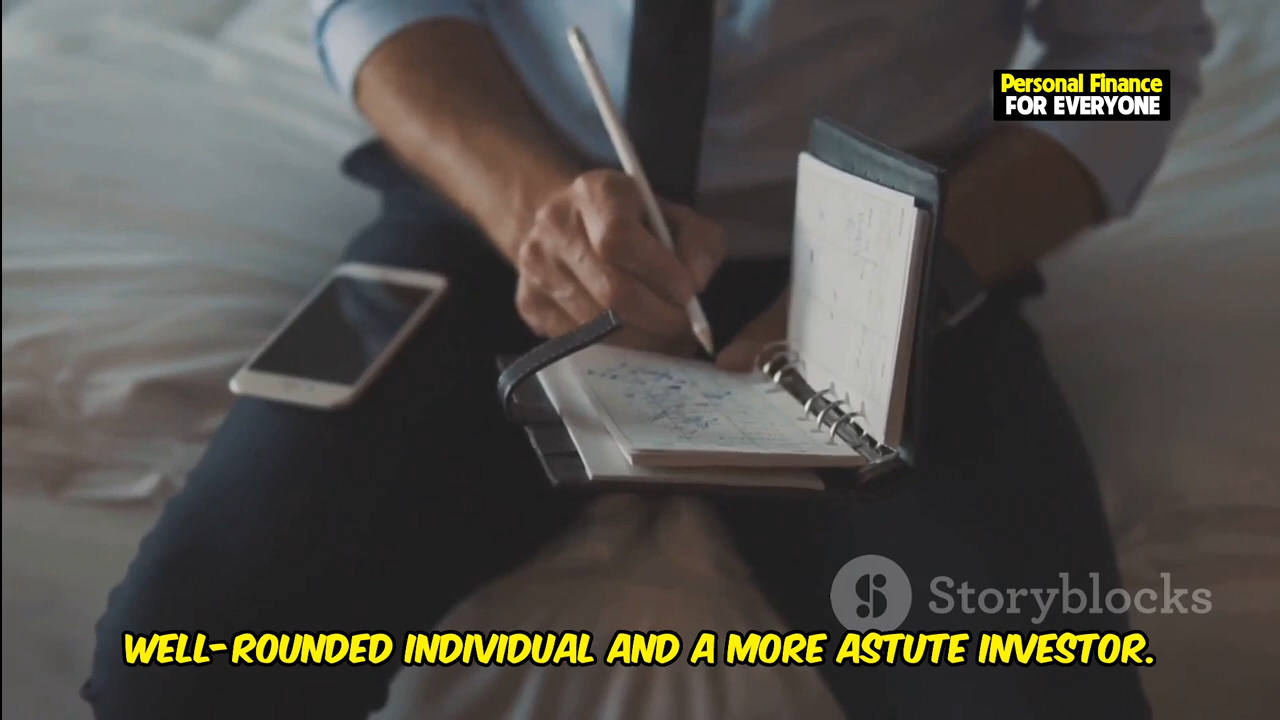 Personal Finance
FOR EVERYONE
Storyblocks
WELL-ROUNDED INDIVIDUAL AND A MORE ASTUTE INVESTOR.